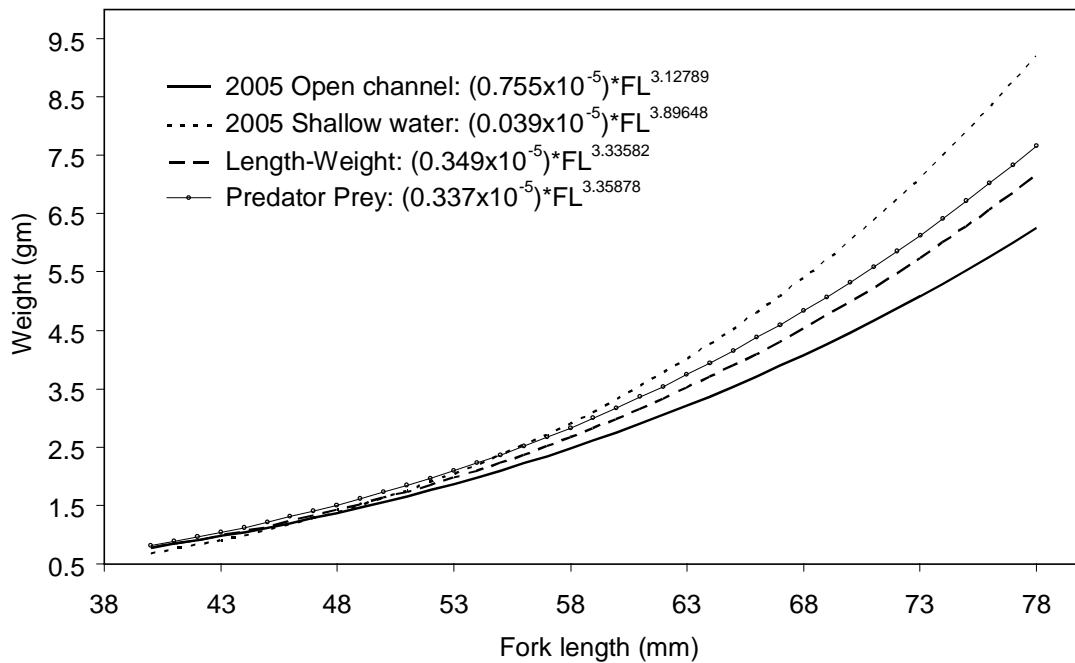 9.5
8.5
7.5
6.5
5.5
4.5
3.5
2.5
1.5
0.5
Weight (gm)
2005 Open channel: (0.755x10⁻⁵)*FL³·¹²⁷⁸⁹
2005 Shallow water: (0.039x10⁻⁵)*FL³·⁸⁹⁶⁴⁸
Length-Weight: (0.349x10⁻⁵)*FL³·³³⁵⁸²
Predator Prey: (0.337x10⁻⁵)*FL³·³⁵⁸⁷⁸
38 43 48 53 58 63 68 73 78
Fork length (mm)